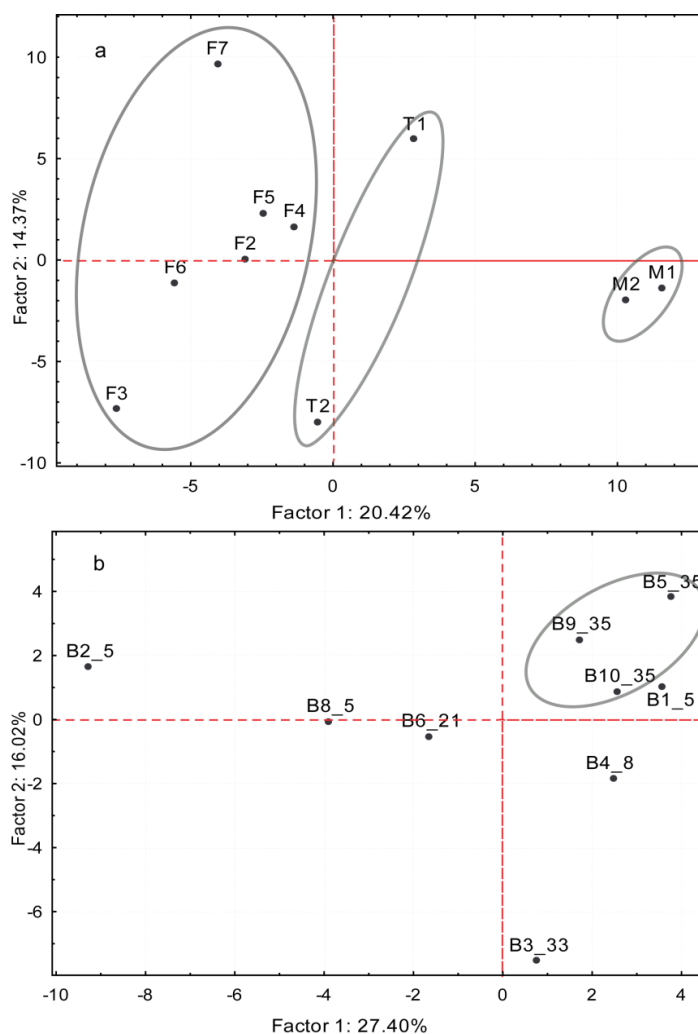 a
F7
T1
F5
F4
F2
F6
M2
M1
F3
T2
10
5
0
-5
-10
-5
0
5
10
Factor 2: 14.37%
Factor 1: 20.42%
b
B5_35
B9_35
B2_5
B10_35
B1_5
B8_5
B6_21
B4_8
B3_33
4
2
0
-2
-4
-6
-10
-8
-6
-4
-2
0
2
4
Factor 2: 16.02%
Factor 1: 27.40%